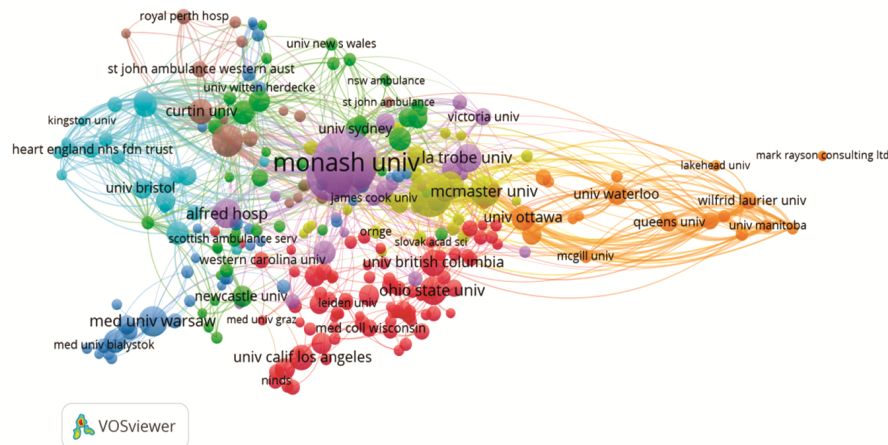 royal perth hosp
univ new s wales
st john ambulance western aust
nsw ambulance
univ witten herdecke
st john ambulance
curtin univ
kingston univ
univ sydney
victoria univ
heart england nhs fdn trust
monash univ
la trobe univ
mark rayson consulting ltd
lakehead univ
univ bristol
james cook univ
mcmaster univ
univ waterloo
wilfrid laurier univ
alfred hosp
univ ottawa
queens univ
univ manitoba
scottish ambulance serv
ornge
slovak acad sci
western carolina univ
univ british columbia
mcgill univ
newcastle univ
leiden univ
ohio state univ
med univ warsaw
med univ graz
med coll wisconsin
med univ bialystok
univ calif los angeles
ninds
VOSviewer